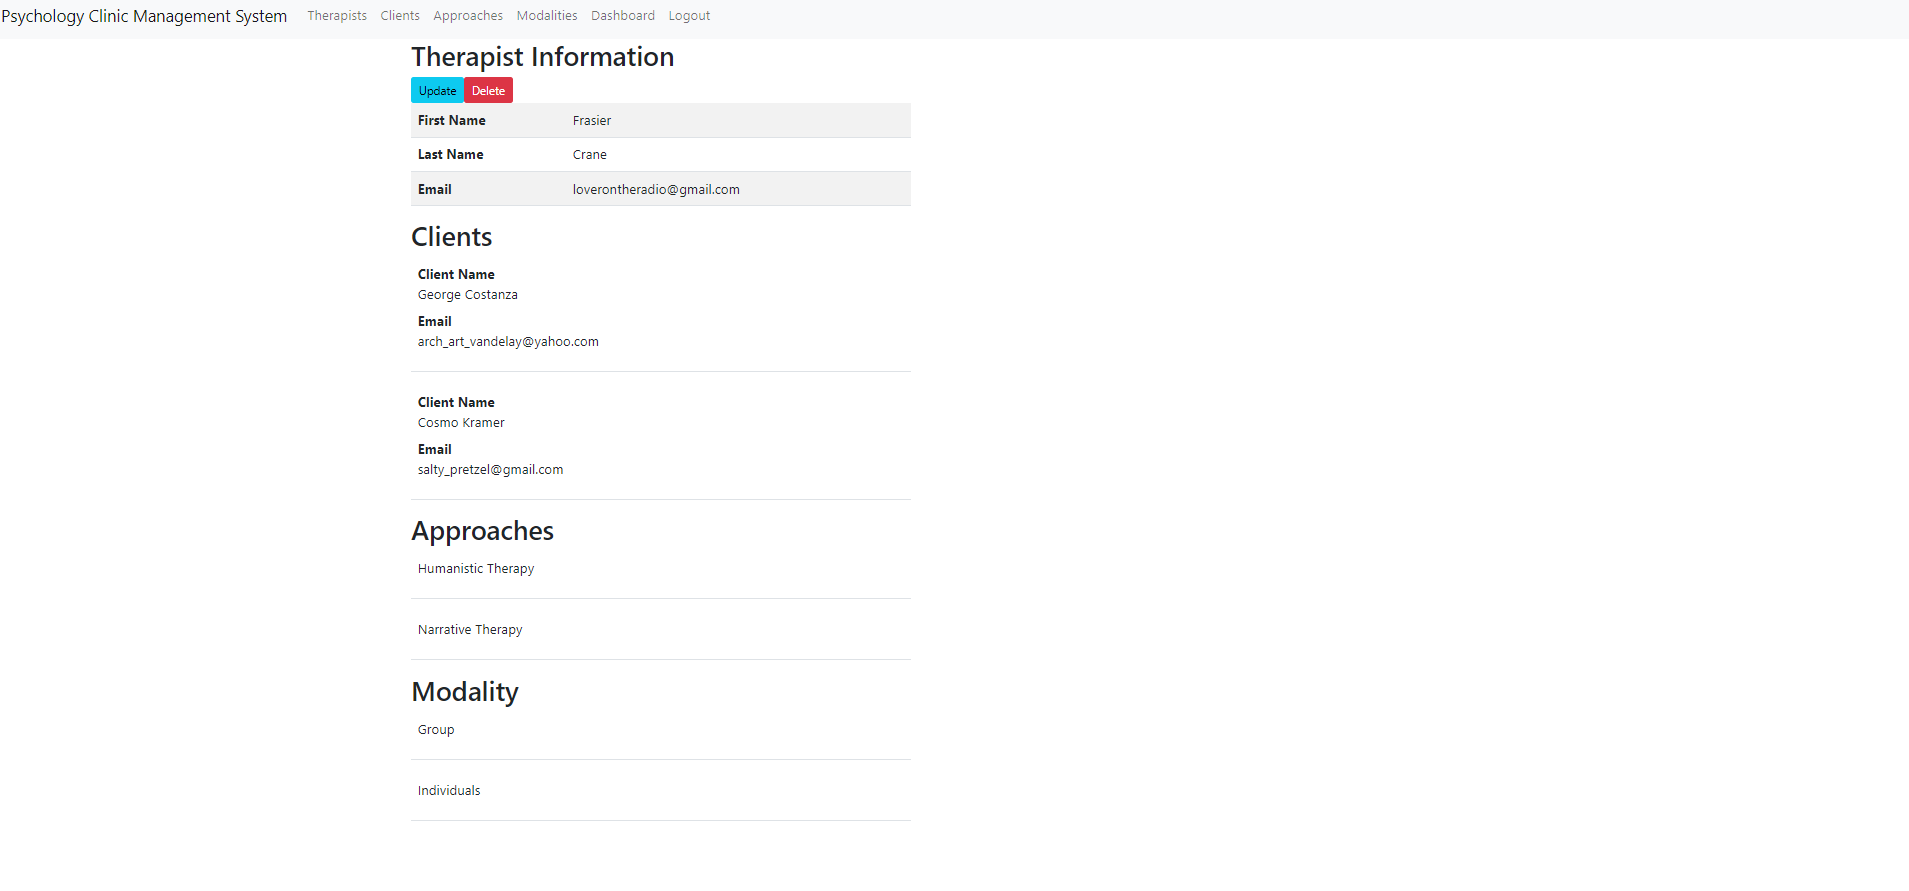 Psychology Clinic Management System Therapists Clients Approaches Modalities Dashboard Logout
Therapist Information
Update Delete
First Name Frasier
Last Name Crane
Email loverontheradio@gmail.com
Clients
Client Name
George Costanza
Email
arch_art_vandelay@yahoo.com
Client Name
Cosmo Kramer
Email
salty_pretzel@gmail.com
Approaches
Humanistic Therapy
Narrative Therapy
Modality
Group
Individuals